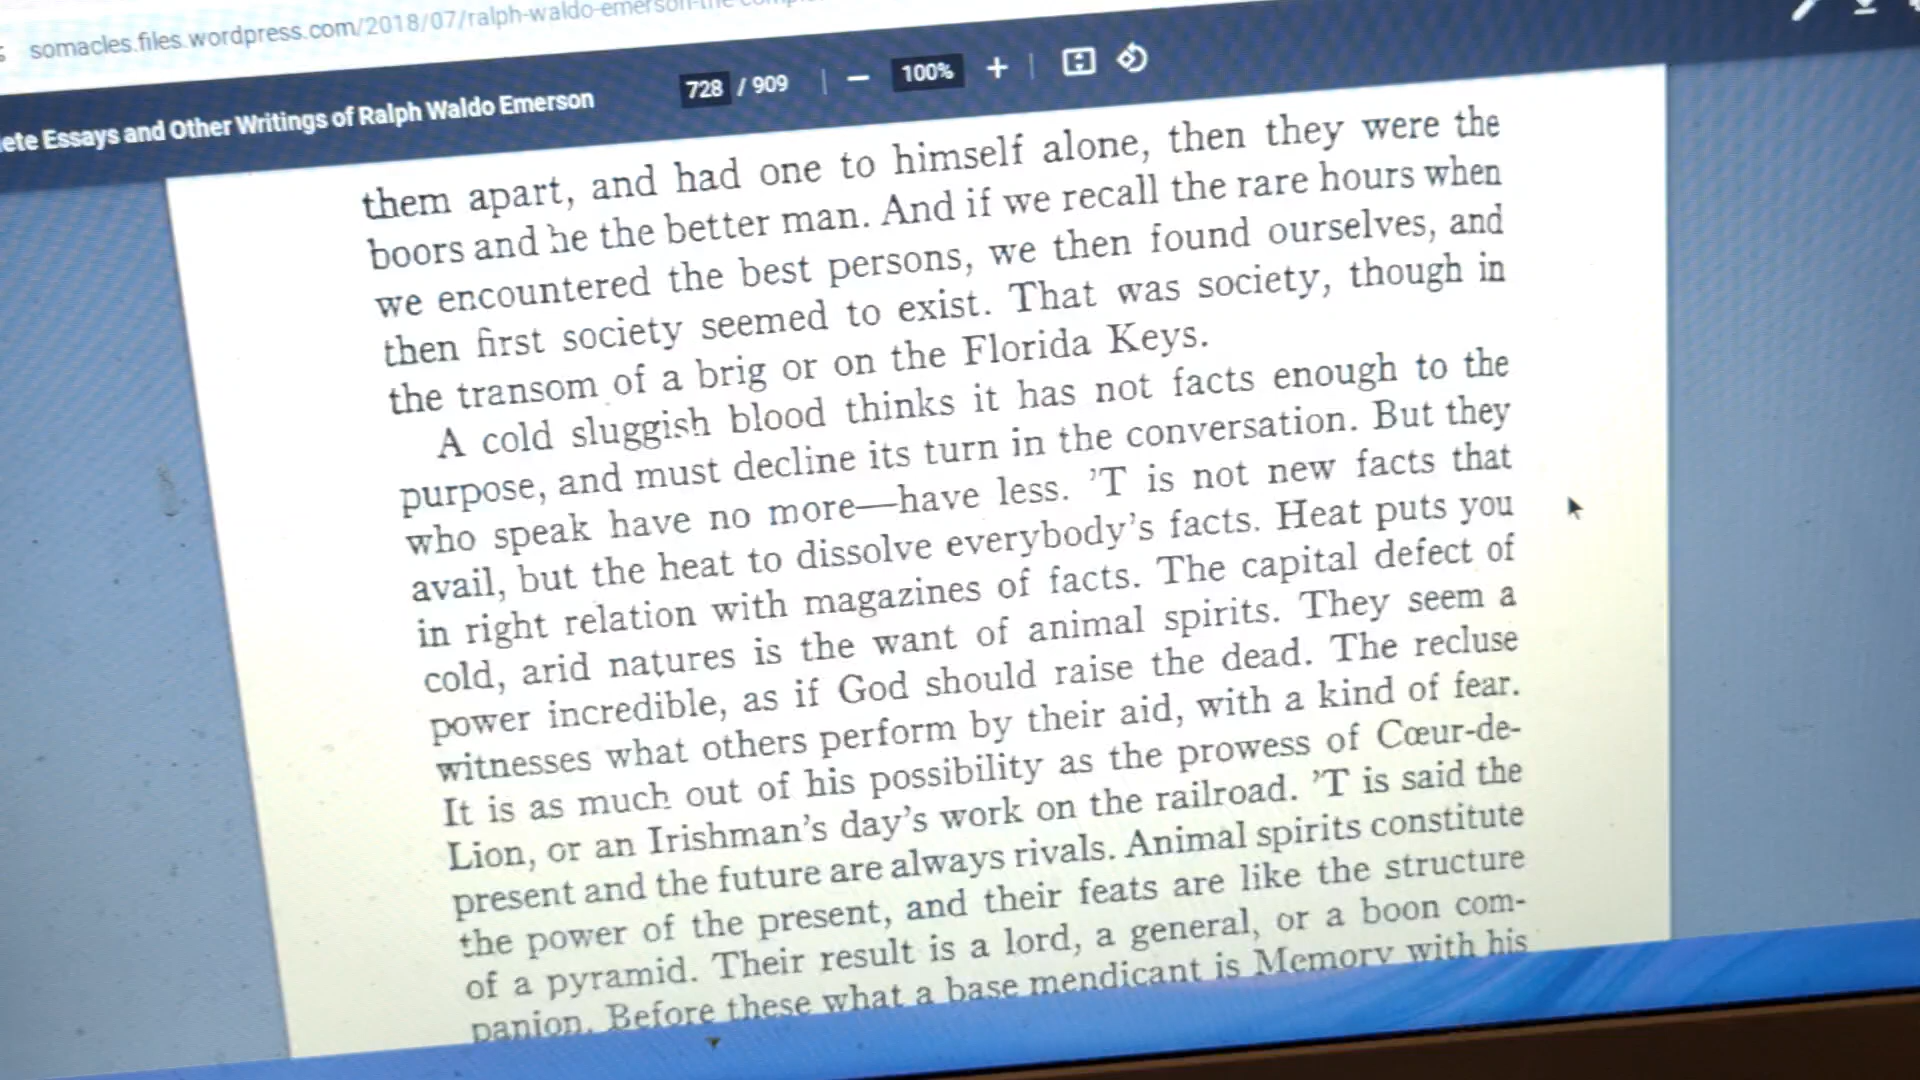 somacles.files.wordpress.com/2018/07/ralph-waldo-emerson-the-comple
ete Essays and Other Writings of Ralph Waldo Emerson 728 / 909 — 100% +
them apart, and had one to himself alone, then they were the
boors and he the better man. And if we recall the rare hours when
we encountered the best persons, we then found ourselves, and
then first society seemed to exist. That was society, though in
the transom of a brig or on the Florida Keys.
A cold sluggish blood thinks it has not facts enough to the
purpose, and must decline its turn in the conversation. But they
who speak have no more—have less. ’T is not new facts that
avail, but the heat to dissolve everybody’s facts. Heat puts you
in right relation with magazines of facts. The capital defect of
cold, arid natures is the want of animal spirits. They seem a
power incredible, as if God should raise the dead. The recluse
witnesses what others perform by their aid, with a kind of fear.
It is as much out of his possibility as the prowess of Cœur-de-
Lion, or an Irishman’s day’s work on the railroad. ’T is said the
present and the future are always rivals. Animal spirits constitute
the power of the present, and their feats are like the structure
of a pyramid. Their result is a lord, a general, or a boon com-
panion. Before these what a base mendicant is Memory with his